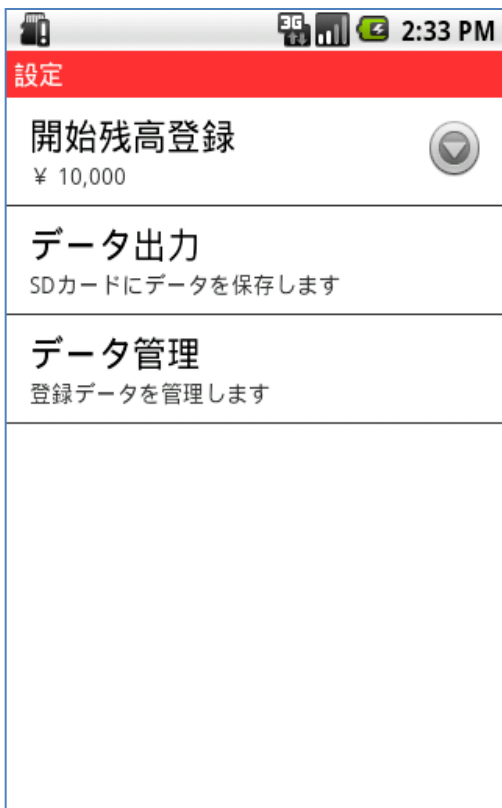 3G 2:33 PM
設定
開始残高登録
¥ 10,000
データ出力
SDカードにデータを保存します
データ管理
登録データを管理します